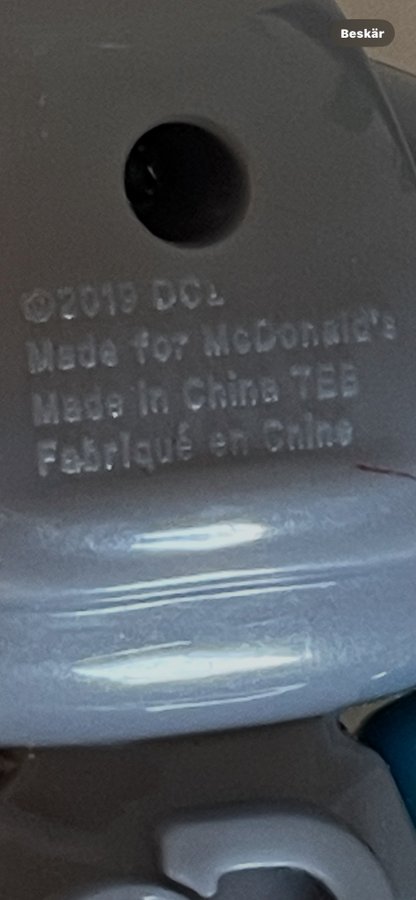 Beskär
©2019 DCL
Made for McDonald's
Made in China TEB
Fabriqué en Chine